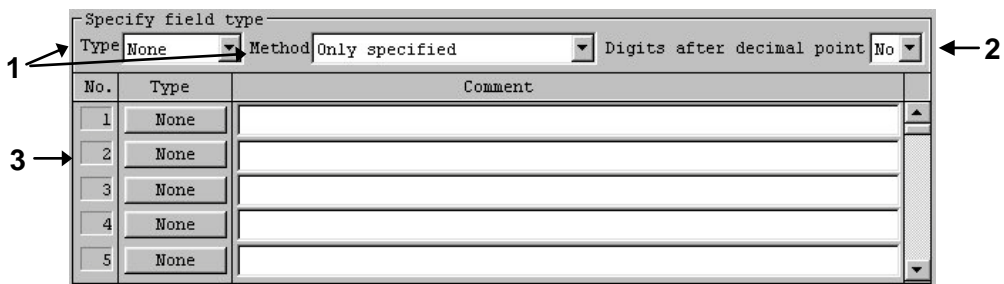 Specify field type
1 Type None Method Only specified Digits after decimal point No 2
No. Type Comment
1 None
3 2 None
3 None
4 None
5 None